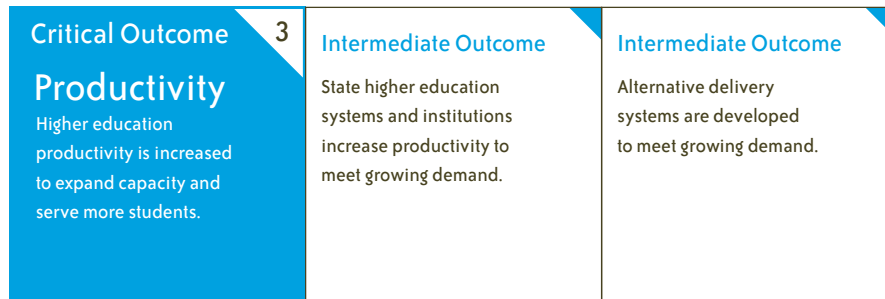 Critical Outcome 3
Productivity
Higher education
productivity is increased
to expand capacity and
serve more students.
Intermediate Outcome
State higher education
systems and institutions
increase productivity to
meet growing demand.
Intermediate Outcome
Alternative delivery
systems are developed
to meet growing demand.